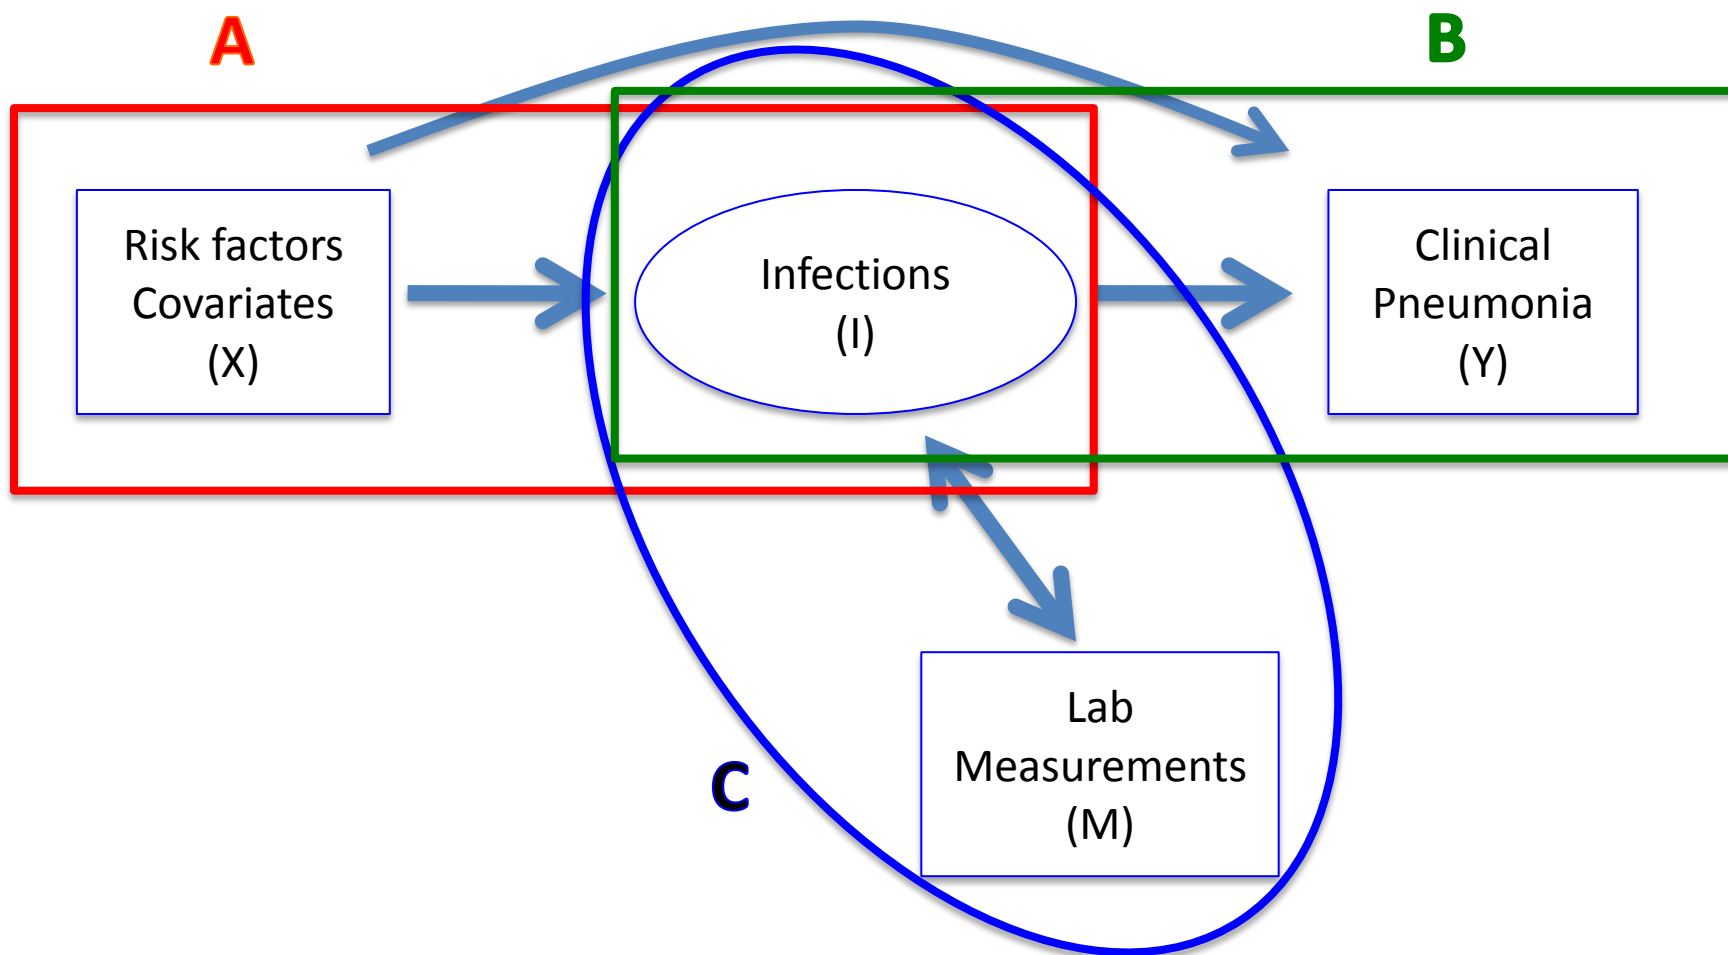 A
B
Risk factors
Covariates
(X)
Infections
(I)
Clinical
Pneumonia
(Y)
Lab
Measurements
(M)
C